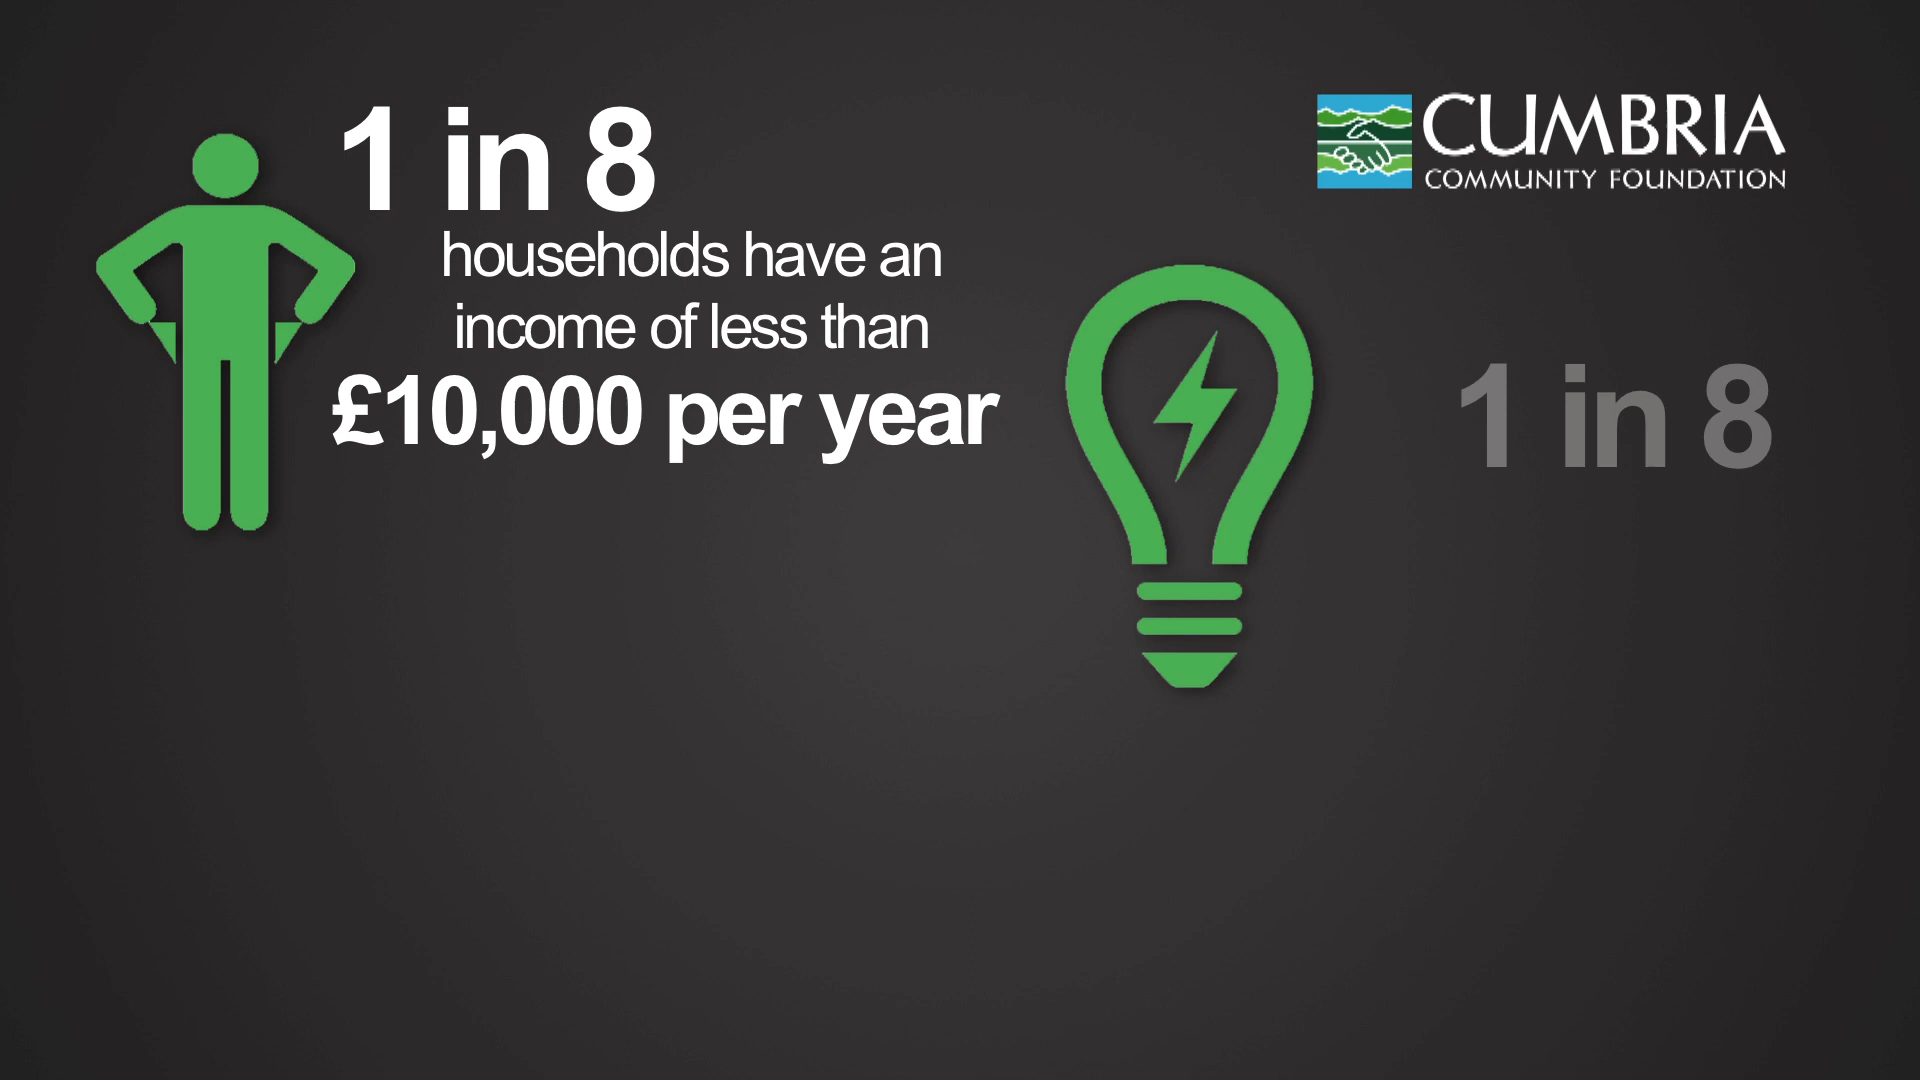 1 in 8
households have an
income of less than
£10,000 per year
CUMBRIA
COMMUNITY FOUNDATION
1 in 8